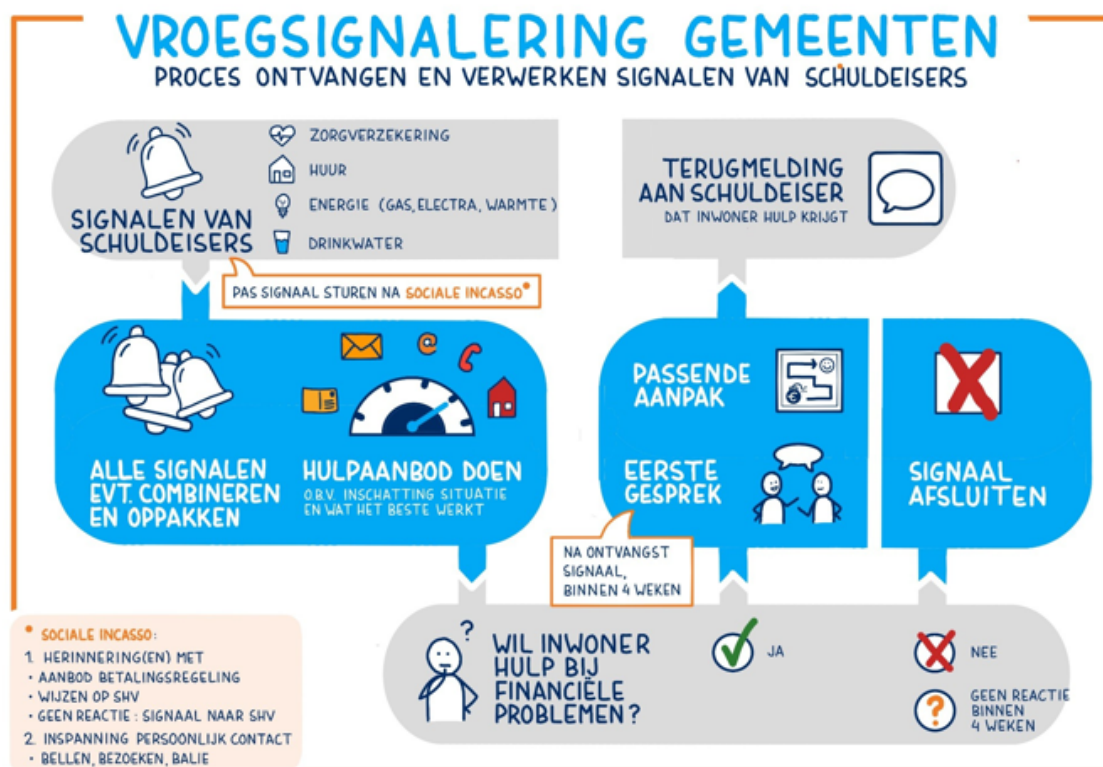 VROEGSIGNALERING GEMEENTEN
PROCES ONTVANGEN EN VERWERKEN SIGNALEN VAN SCHULDEISERS
SIGNALEN VAN
SCHULDEISERS
ZORGVERZEKERING
HUUR
ENERGIE (GAS, ELECTRA, WARMTE)
DRINKWATER
PAS SIGNAAL STUREN NA SOCIALE INCASSO*
ALLE SIGNALEN
EVT. COMBINEREN
EN OPPAKKEN
@
HULPAANBOD DOEN
O.B.V. INSCHATTING SITUATIE
EN WAT HET BESTE WERKT
WIL INWONER
HULP BIJ
FINANCIËLE
PROBLEMEN?
?
JA
NEE
?
GEEN REACTIE
BINNEN
4 WEKEN
NA ONTVANGST
SIGNAAL,
BINNEN 4 WEKEN
EERSTE
GESPREK
PASSENDE
AANPAK
€
SIGNAAL
AFSLUITEN
TERUGMELDING
AAN SCHULDEISER
DAT INWONER HULP KRIJGT
* SOCIALE INCASSO:
1. HERINNERING(EN) MET
• AANBOD BETALINGSREGELING
• WIJZEN OP SHV
• GEEN REACTIE: SIGNAAL NAAR SHV
2. INSPANNING PERSOONLIJK CONTACT
• BELLEN, BEZOEKEN, BALIE